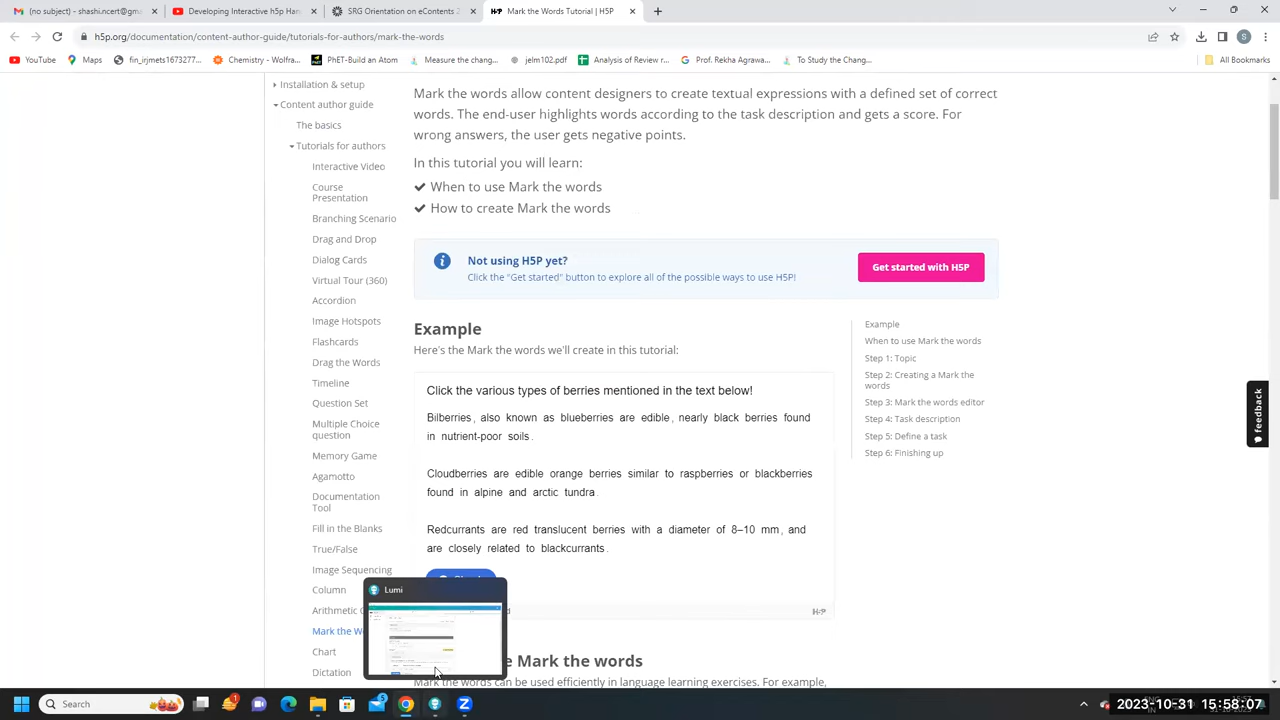 (no subject) - shashi.ncert@gm
Developing Interactive h5p Han
SRG Orientation on eContents 2
Mark the Words Tutorial | H5P
h5p.org/documentation/content-author-guide/tutorials-for-authors/mark-the-words
S
YouTube
Maps
fin_irjmets1673277...
Chemistry - Wolfra...
PhET-Build an Atom
Measure the chang...
jelm102.pdf
Analysis of Review r...
Prof. Rekha Agrawa...
To Study the Chang...
All Bookmarks
Installation & setup
Content author guide
The basics
Tutorials for authors
Interactive Video
Course
Presentation
Branching Scenario
Drag and Drop
Dialog Cards
Virtual Tour (360)
Accordion
Image Hotspots
Flashcards
Drag the Words
Timeline
Question Set
Multiple Choice
question
Memory Game
Agamotto
Documentation
Tool
Fill in the Blanks
True/False
Image Sequencing
Column
Arithmetic
Mark the W
Chart
Dictation
Mark the words allow content designers to create textual expressions with a defined set of correct
words. The end-user highlights words according to the task description and gets a score. For
wrong answers, the user gets negative points.
In this tutorial you will learn:
When to use Mark the words
How to create Mark the words
Not using H5P yet?
Click the "Get started" button to explore all of the possible ways to use H5P!
Get started with H5P
Example
Here's the Mark the words we'll create in this tutorial:
Click the various types of berries mentioned in the text below!
Bilberries, also known as blueberries are edible, nearly black berries found
in nutrient-poor soils.
Cloudberries are edible orange berries similar to raspberries or blackberries
found in alpine and arctic tundra.
Redcurrants are red translucent berries with a diameter of 8–10 mm, and
are closely related to blackcurrants.
H5P
Mark the words
Mark the words can be used efficiently in language learning exercises. For example,
Example
When to use Mark the words
Step 1: Topic
Step 2: Creating a Mark the
words
Step 3: Mark the words editor
Step 4: Task description
Step 5: Define a task
Step 6: Finishing up
feedback
Lumi
Search
2023-10-31 15:58:07